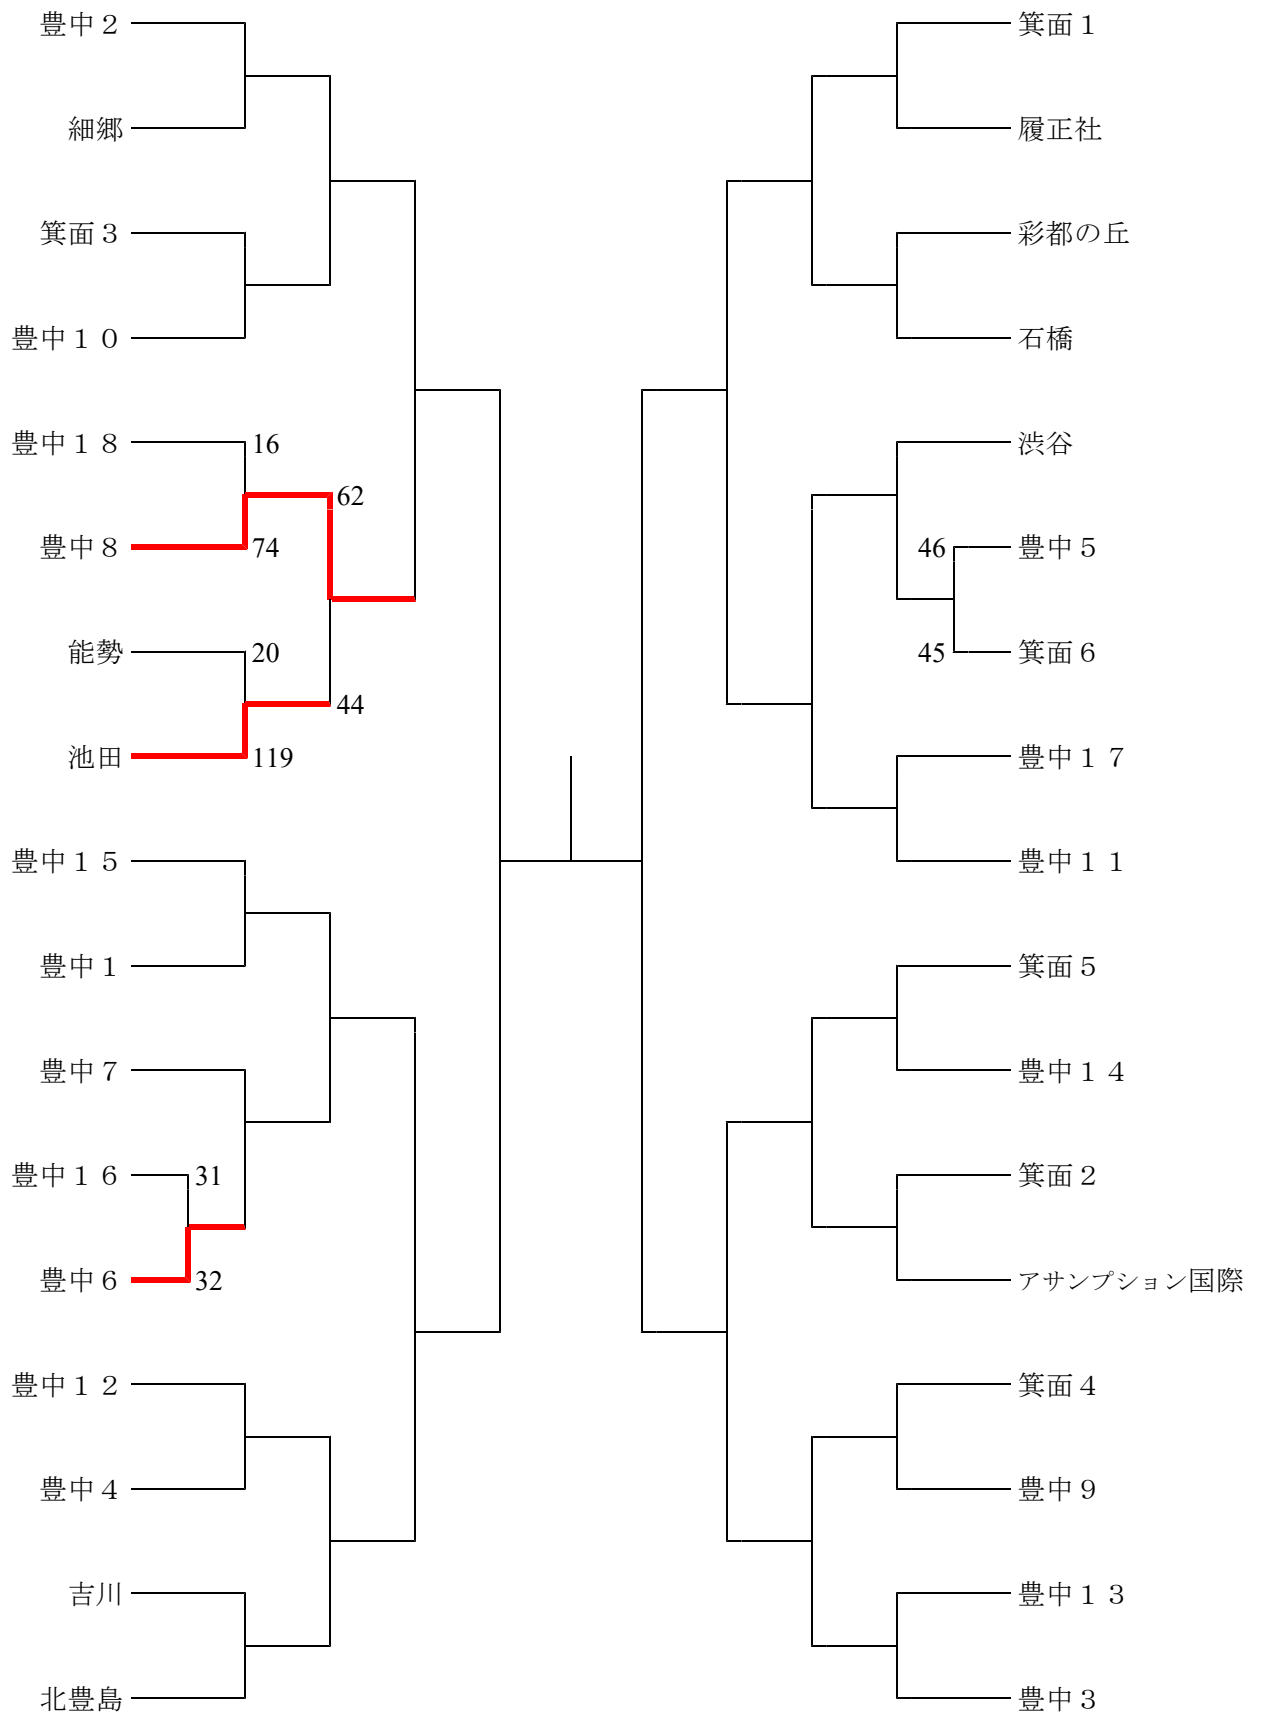 豊中２
細郷
箕面３
豊中１０
豊中１８
16
62
豊中８
74
能勢
20
44
池田
119
豊中１５
豊中１
豊中７
豊中１６
31
豊中６
32
豊中１２
豊中４
吉川
北豊島
箕面１
履正社
彩都の丘
石橋
渋谷
46
豊中５
45
箕面６
豊中１７
豊中１１
箕面５
豊中１４
箕面２
アサンプション国際
箕面４
豊中９
豊中１３
豊中３